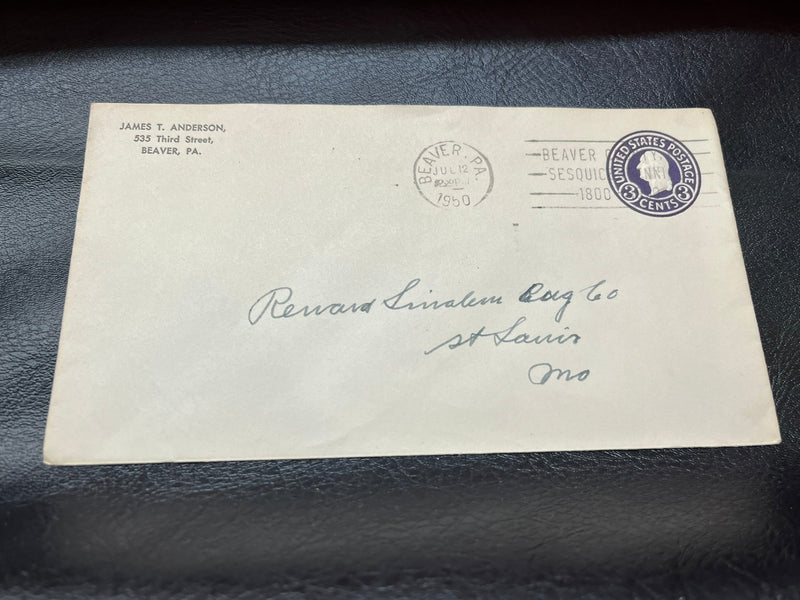 JAMES T. ANDERSON,
535 Third Street,
BEAVER, PA.
BEAVER, PA.
JUL 12
1950
BEAVER
SESQUIC
1800
UNITED STATES POSTAGE
3 CENTS 3
Reward
St Louis
Mo